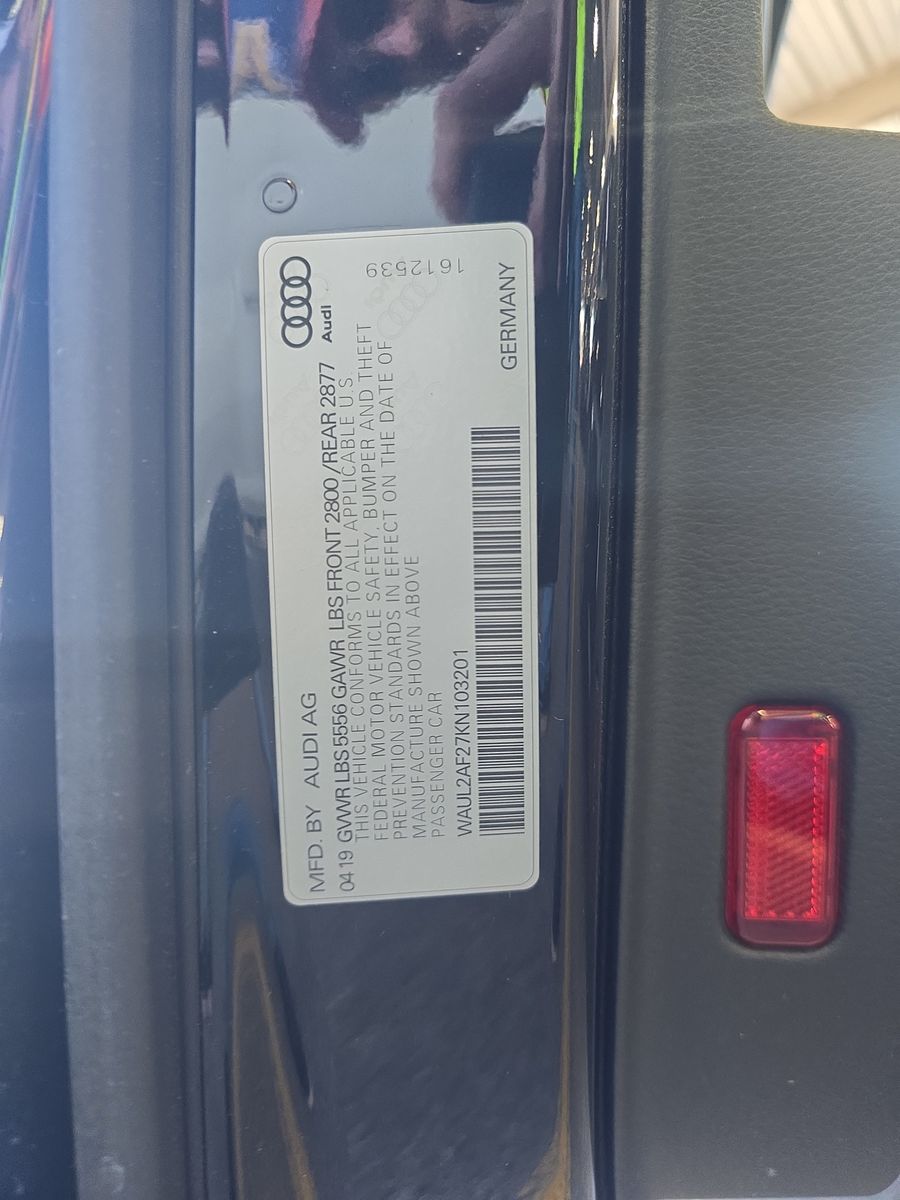 MFD. BY AUDI AG
Audi
04 19 GVWR LBS 5556 GAWR LBS FRONT 2800 / REAR 2877
THIS VEHICLE CONFORMS TO ALL APPLICABLE U.S.
FEDERAL MOTOR VEHICLE SAFETY, BUMPER AND THEFT
PREVENTION STANDARDS IN EFFECT ON THE DATE OF
MANUFACTURE SHOWN ABOVE
PASSENGER CAR
1612539
WAUL2AF27KN103201
GERMANY